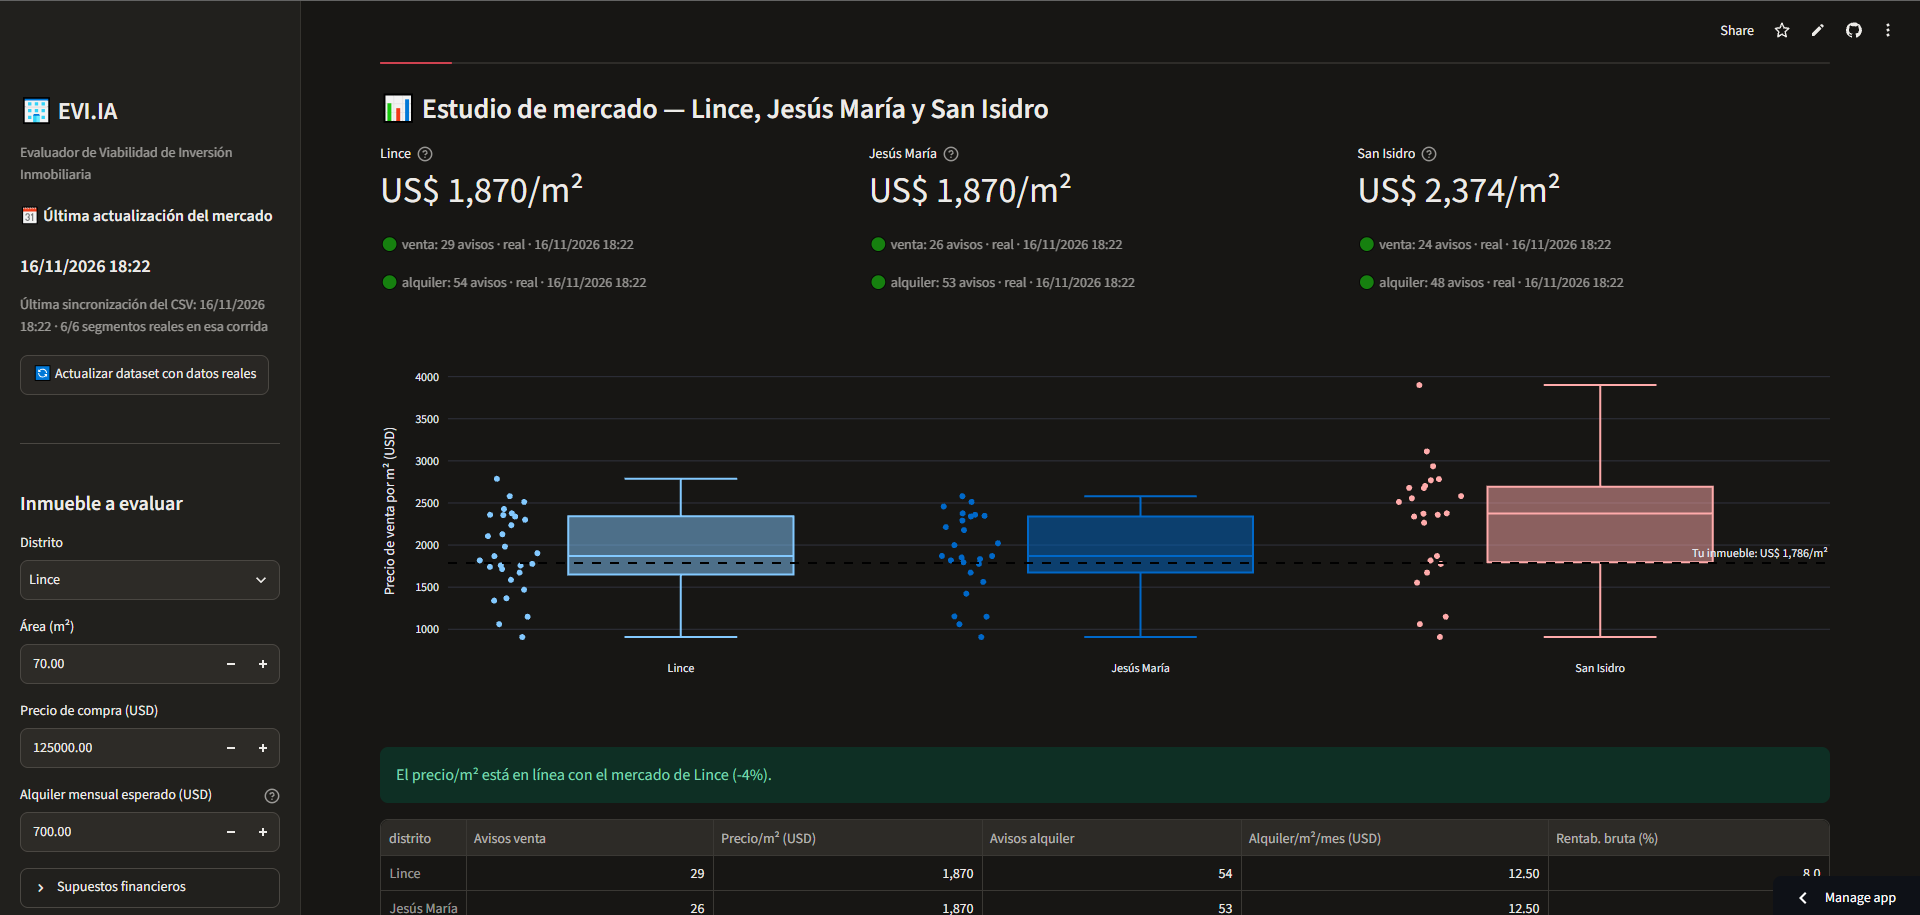 Share
EVI.IA
Evaluador de Viabilidad de Inversión
Inmobiliaria
Última actualización del mercado
16/11/2026 18:22
Última sincronización del CSV: 16/11/2026
18:22 · 6/6 segmentos reales en esa corrida
Actualizar dataset con datos reales
Inmueble a evaluar
Distrito
Lince
Área (m²)
70.00
Precio de compra (USD)
125000.00
Alquiler mensual esperado (USD)
700.00
Supuestos financieros
Estudio de mercado — Lince, Jesús María y San Isidro
Lince
US$ 1,870/m²
venta: 29 avisos · real · 16/11/2026 18:22
alquiler: 54 avisos · real · 16/11/2026 18:22
Jesús María
US$ 1,870/m²
venta: 26 avisos · real · 16/11/2026 18:22
alquiler: 53 avisos · real · 16/11/2026 18:22
San Isidro
US$ 2,374/m²
venta: 24 avisos · real · 16/11/2026 18:22
alquiler: 48 avisos · real · 16/11/2026 18:22
Precio de venta por m² (USD)
4000
3500
3000
2500
2000
1500
1000
Tu inmueble: US$ 1,786/m²
Lince
Jesús María
San Isidro
El precio/m² está en línea con el mercado de Lince (-4%).
distrito Avisos venta Precio/m² (USD) Avisos alquiler Alquiler/m²/mes (USD) Rentab. bruta (%)
Lince 29 1,870 54 12.50 8.0
Jesús María 26 1,870 53 12.50
Manage app